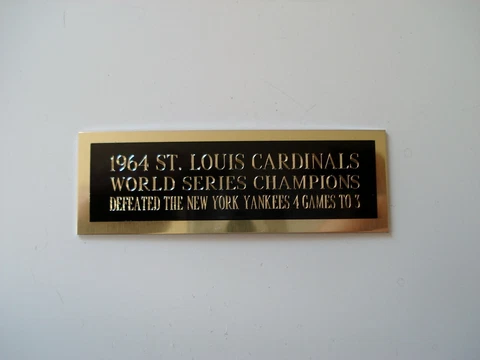 1964 ST. LOUIS CARDINALS
WORLD SERIES CHAMPIONS
DEFEATED THE NEW YORK YANKEES 4 GAMES TO 3